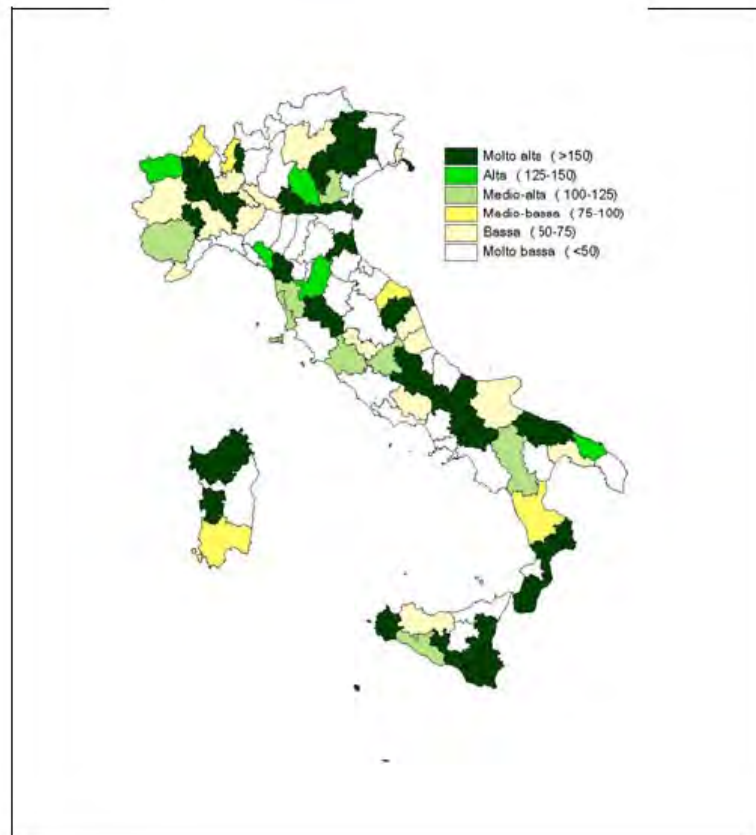 Molto alta ( >150)
Alta ( 125-150)
Medio-alta ( 100-125)
Medio-bassa ( 75-100)
Bassa ( 50-75)
Molto bassa ( <50)